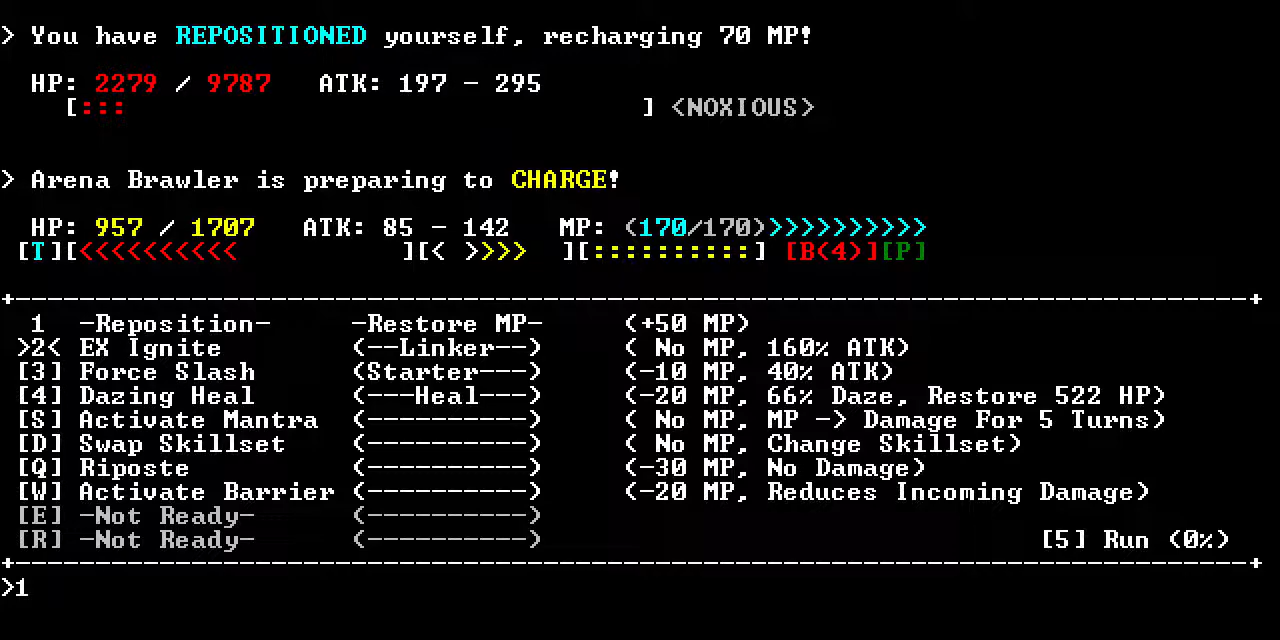 > You have REPOSITIONED yourself, recharging 70 MP!
HP: 2279 / 9787   ATK: 197 - 295
[:::                                ] <NOXIOUS>
> Arena Brawler is preparing to CHARGE!
HP: 957 / 1707   ATK: 85 - 142   MP: (170/170)>>>>>>>>>>
[T][<<<<<<<<<<          ][< >>>>  ][::::::::::] [B(4)][P]
+------------------------------------------------------------------------------+
1  -Reposition-     -Restore MP-     (+50 MP)
>2< EX Ignite        (--Linker--)     ( No MP, 160% ATK)
[3] Force Slash      (Starter---)     (-10 MP, 40% ATK)
[4] Dazing Heal      (---Heal---)     (-20 MP, 66% Daze, Restore 522 HP)
[S] Activate Mantra  (----------)     ( No MP, MP -> Damage For 5 Turns)
[D] Swap Skillset    (----------)     ( No MP, Change Skillset)
[Q] Riposte          (----------)     (-30 MP, No Damage)
[W] Activate Barrier (----------)     (-20 MP, Reduces Incoming Damage)
[E] -Not Ready-      (----------)
[R] -Not Ready-      (----------)                               [5] Run (0%)
+------------------------------------------------------------------------------+
>1